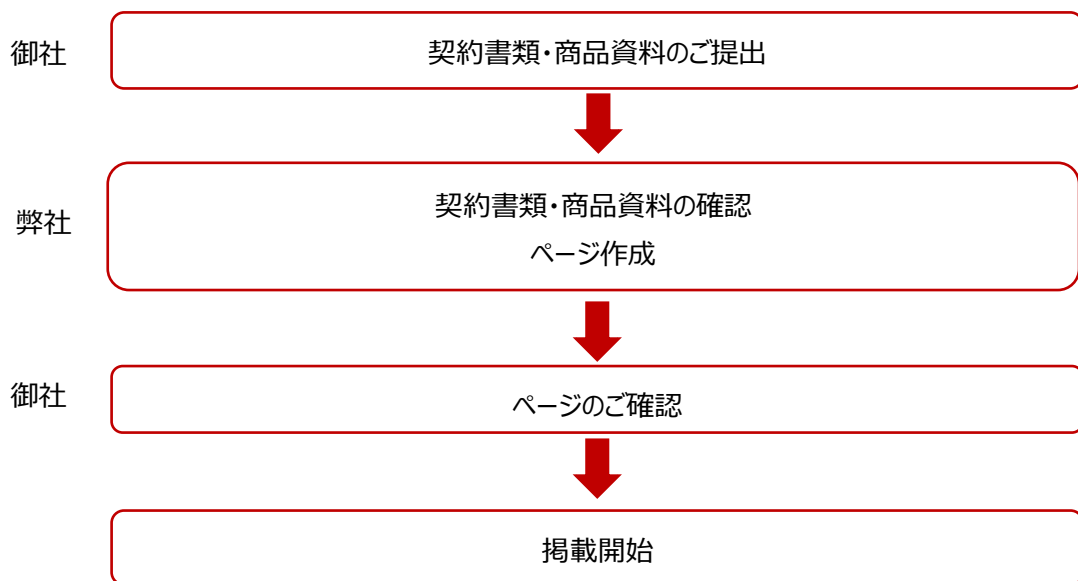 御社
契約書類・商品資料のご提出
弊社
契約書類・商品資料の確認
ページ作成
御社
ページのご確認
掲載開始